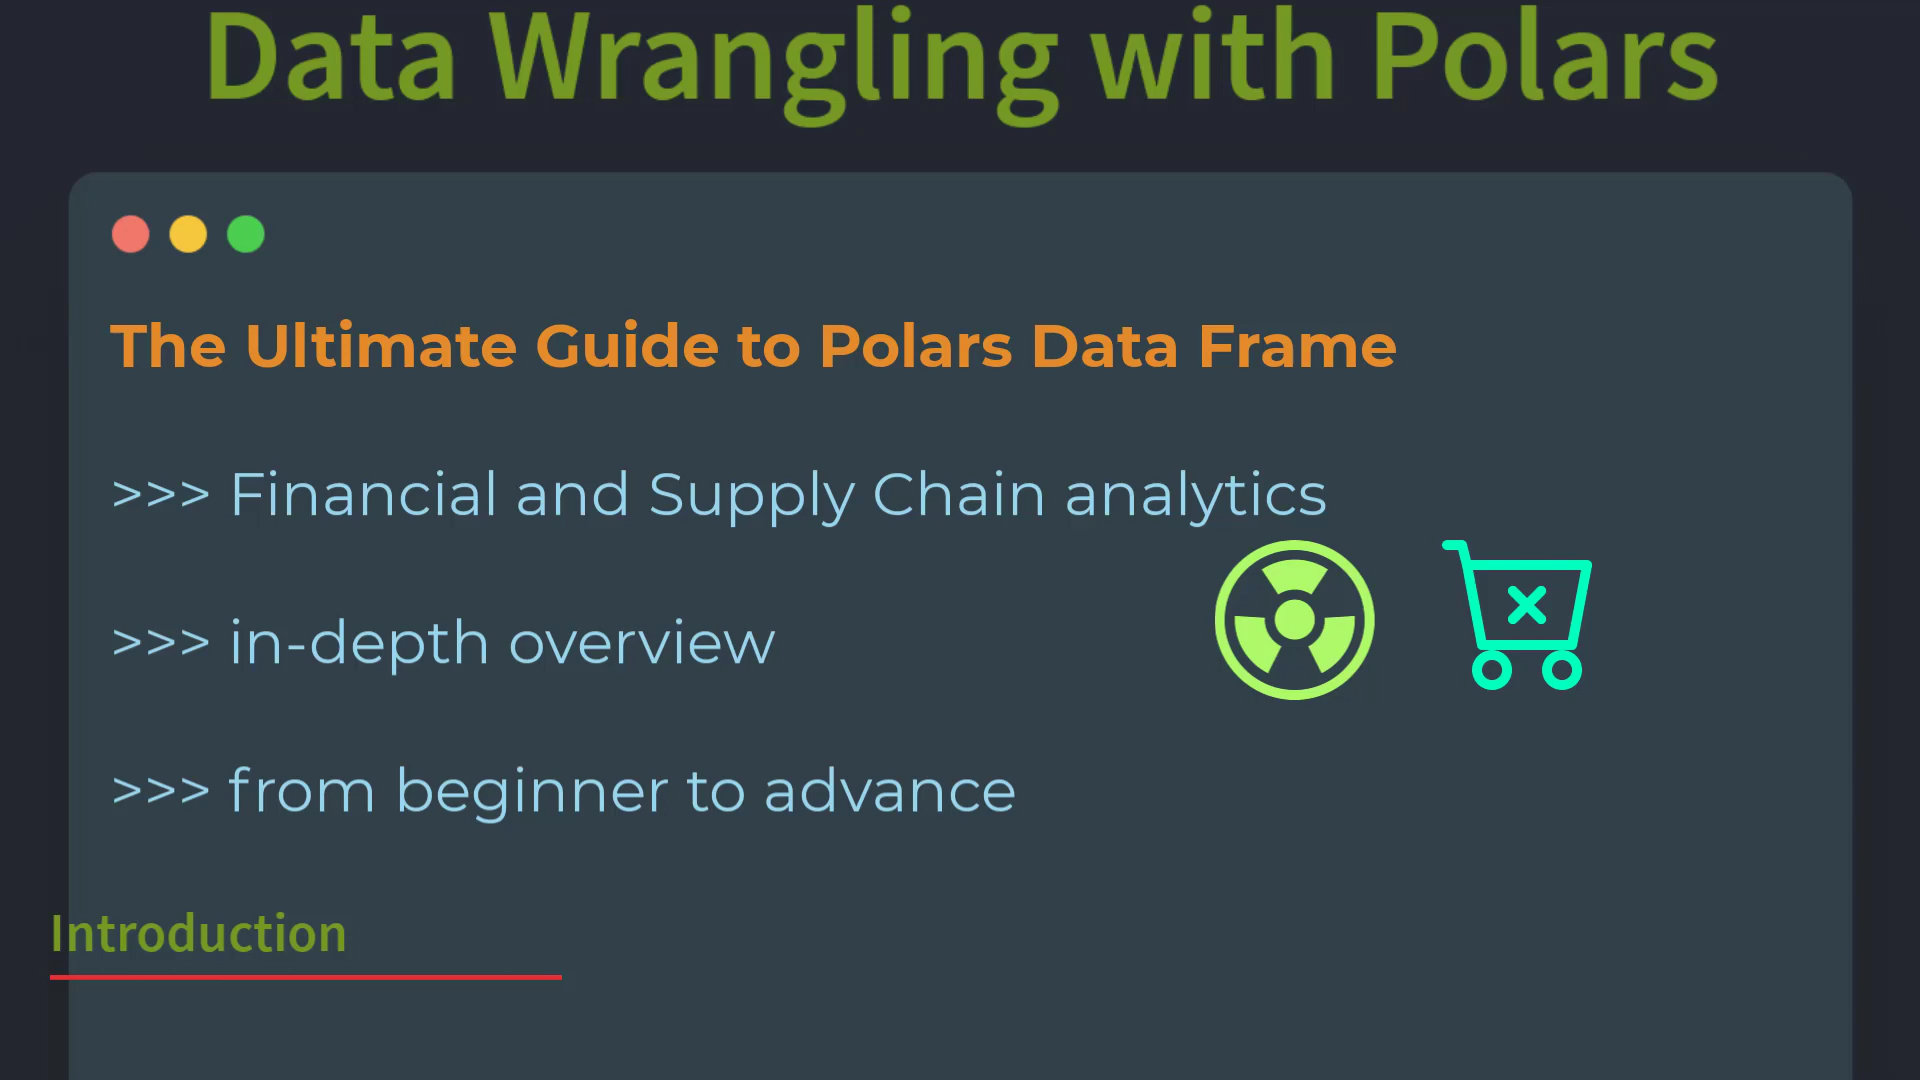 Data Wrangling with Polars
The Ultimate Guide to Polars Data Frame
>>> Financial and Supply Chain analytics
>>> in-depth overview
>>> from beginner to advance
Introduction